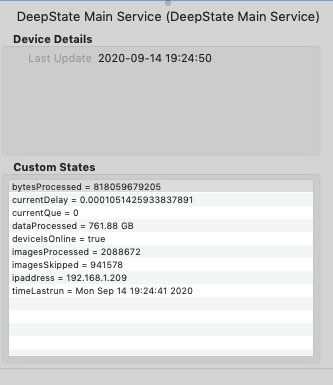 DeepState Main Service (DeepState Main Service)
Device Details
Last Update 2020-09-14 19:24:50
Custom States
bytesProcessed = 818059679205
currentDelay = 0.0001051425933837891
currentQue = 0
dataProcessed = 761.88 GB
deviceIsOnline = true
imagesProcessed = 2088672
imagesSkipped = 941578
ipaddress = 192.168.1.209
timeLastrun = Mon Sep 14 19:24:41 2020